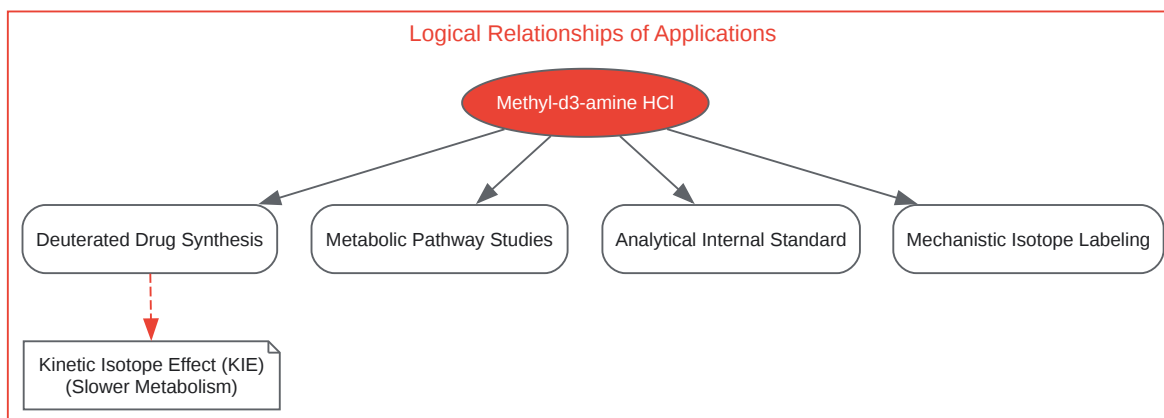 Logical Relationships of Applications
Methyl-d3-amine HCl
Deuterated Drug Synthesis
Metabolic Pathway Studies
Analytical Internal Standard
Mechanistic Isotope Labeling
Kinetic Isotope Effect (KIE)
(Slower Metabolism)